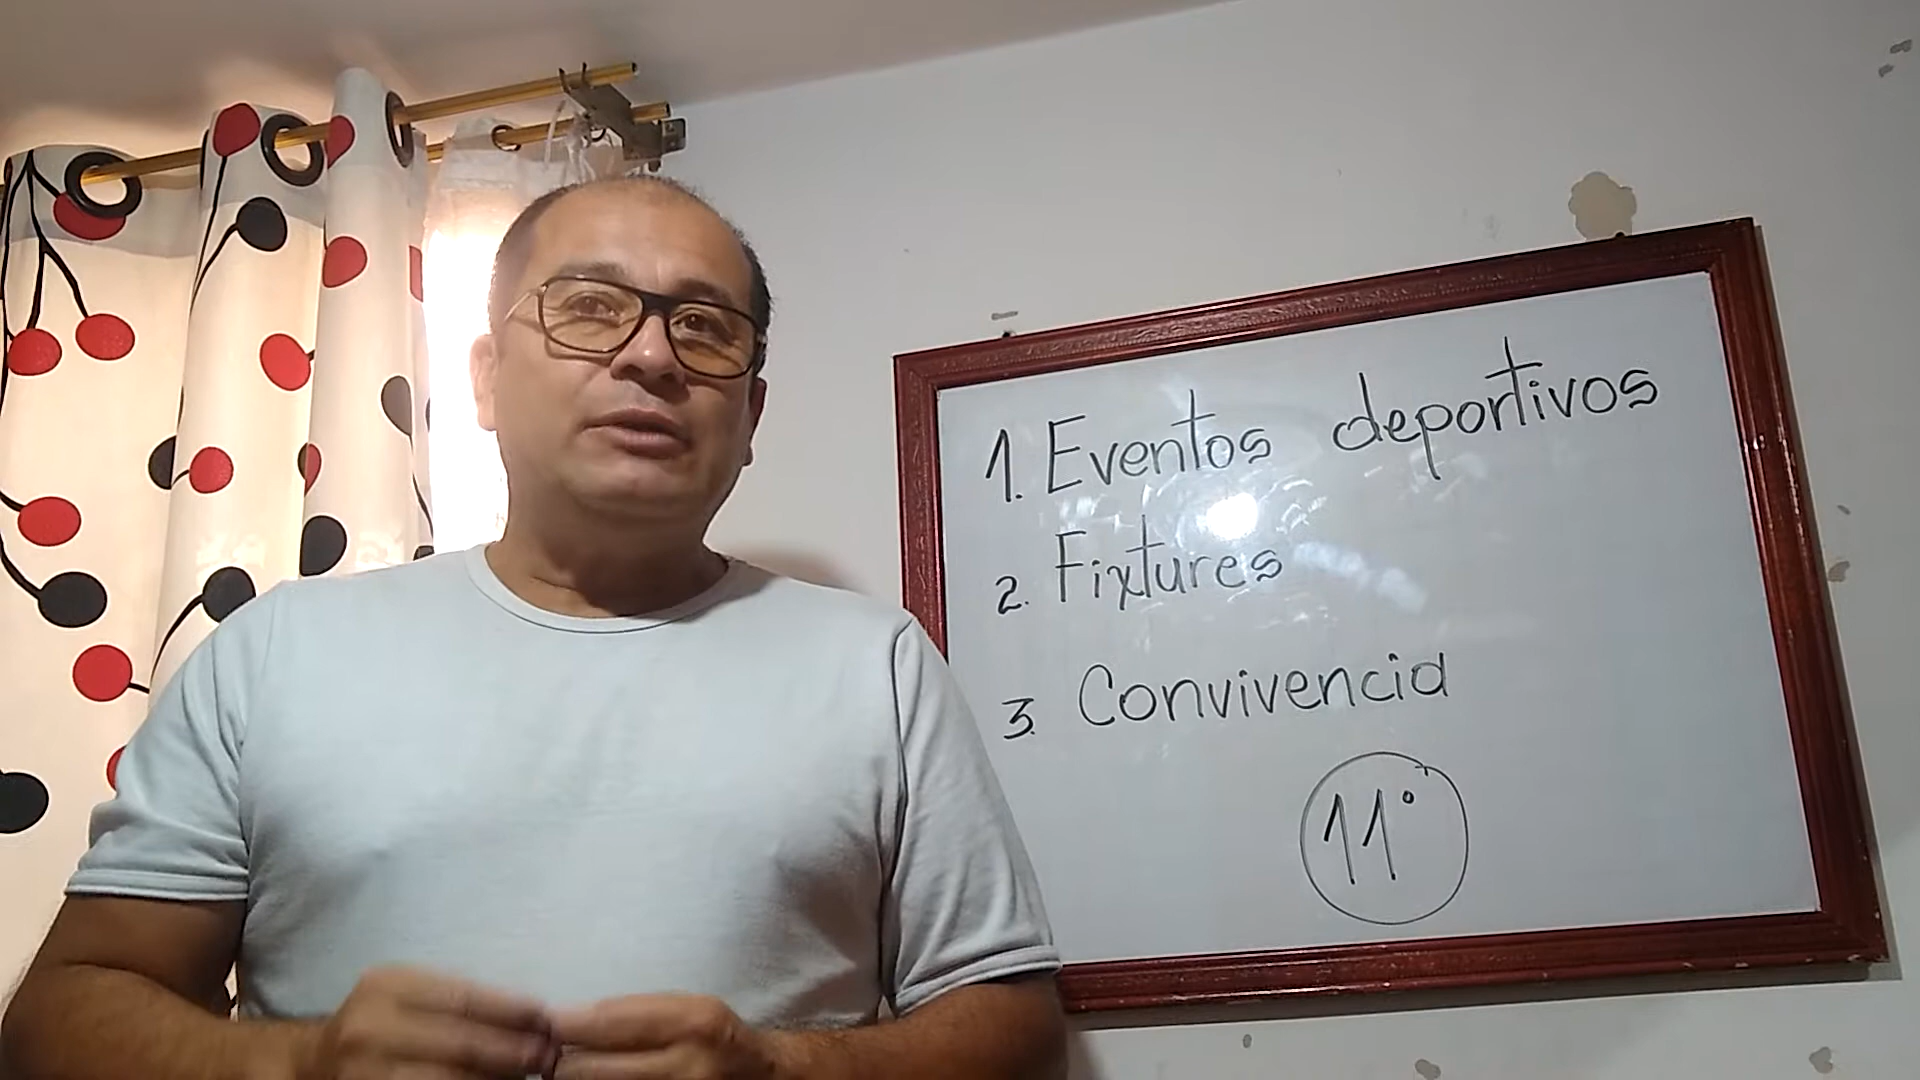 1. Eventos deportivos
2. Fixtures
3. Convivencia
11°